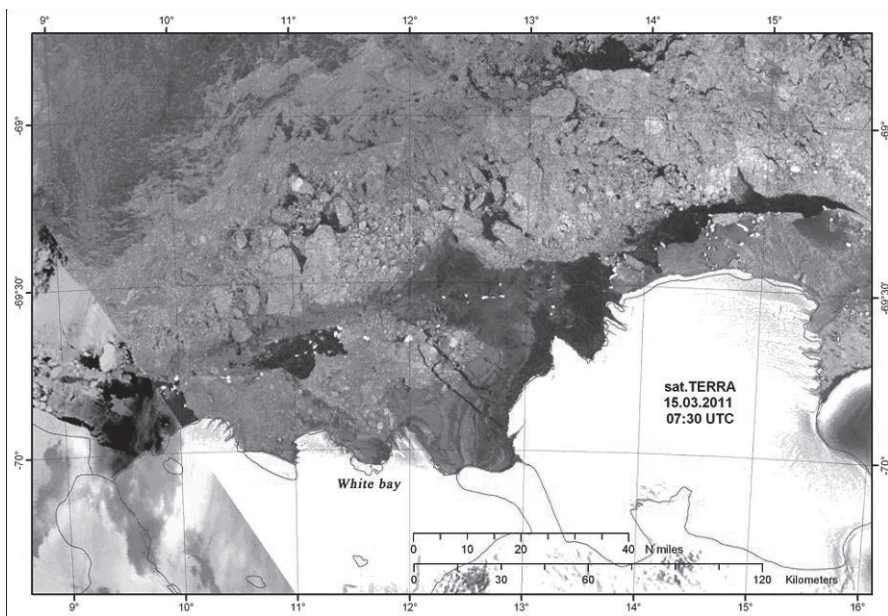 9° 10° 11° 12° 13° 14° 15°
-69° -69°
-69°30' -69°30'
sat.TERRA
15.03.2011
07:30 UTC
-70° -70°
White bay
0 10 20 40 N miles
0 30 60 120 Kilometers
9° 10° 11° 12° 13° 14° 15° 16°